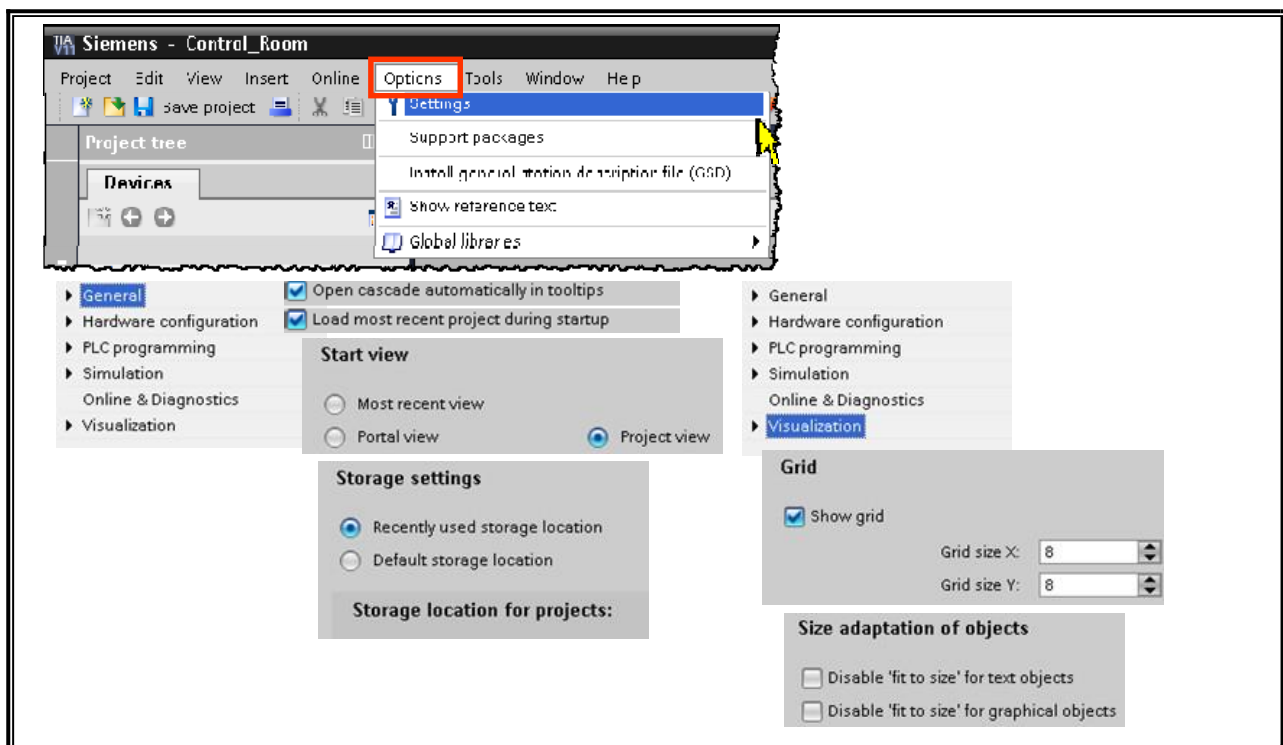 Siemens - Control_Room
Project Edit View Insert Online Options Tools Window Help
Save project
Settings
Project tree
Support packages
Devices
Install general station description file (GSD)
Show reference text
Global libraries
General
Hardware configuration
PLC programming
Simulation
Online & Diagnostics
Visualization
Open cascade automatically in tooltips
Load most recent project during startup
Start view
Most recent view
Portal view Project view
Storage settings
Recently used storage location
Default storage location
Storage location for projects:
General
Hardware configuration
PLC programming
Simulation
Online & Diagnostics
Visualization
Grid
Show grid
Grid size X: 8
Grid size Y: 8
Size adaptation of objects
Disable 'fit to size' for text objects
Disable 'fit to size' for graphical objects